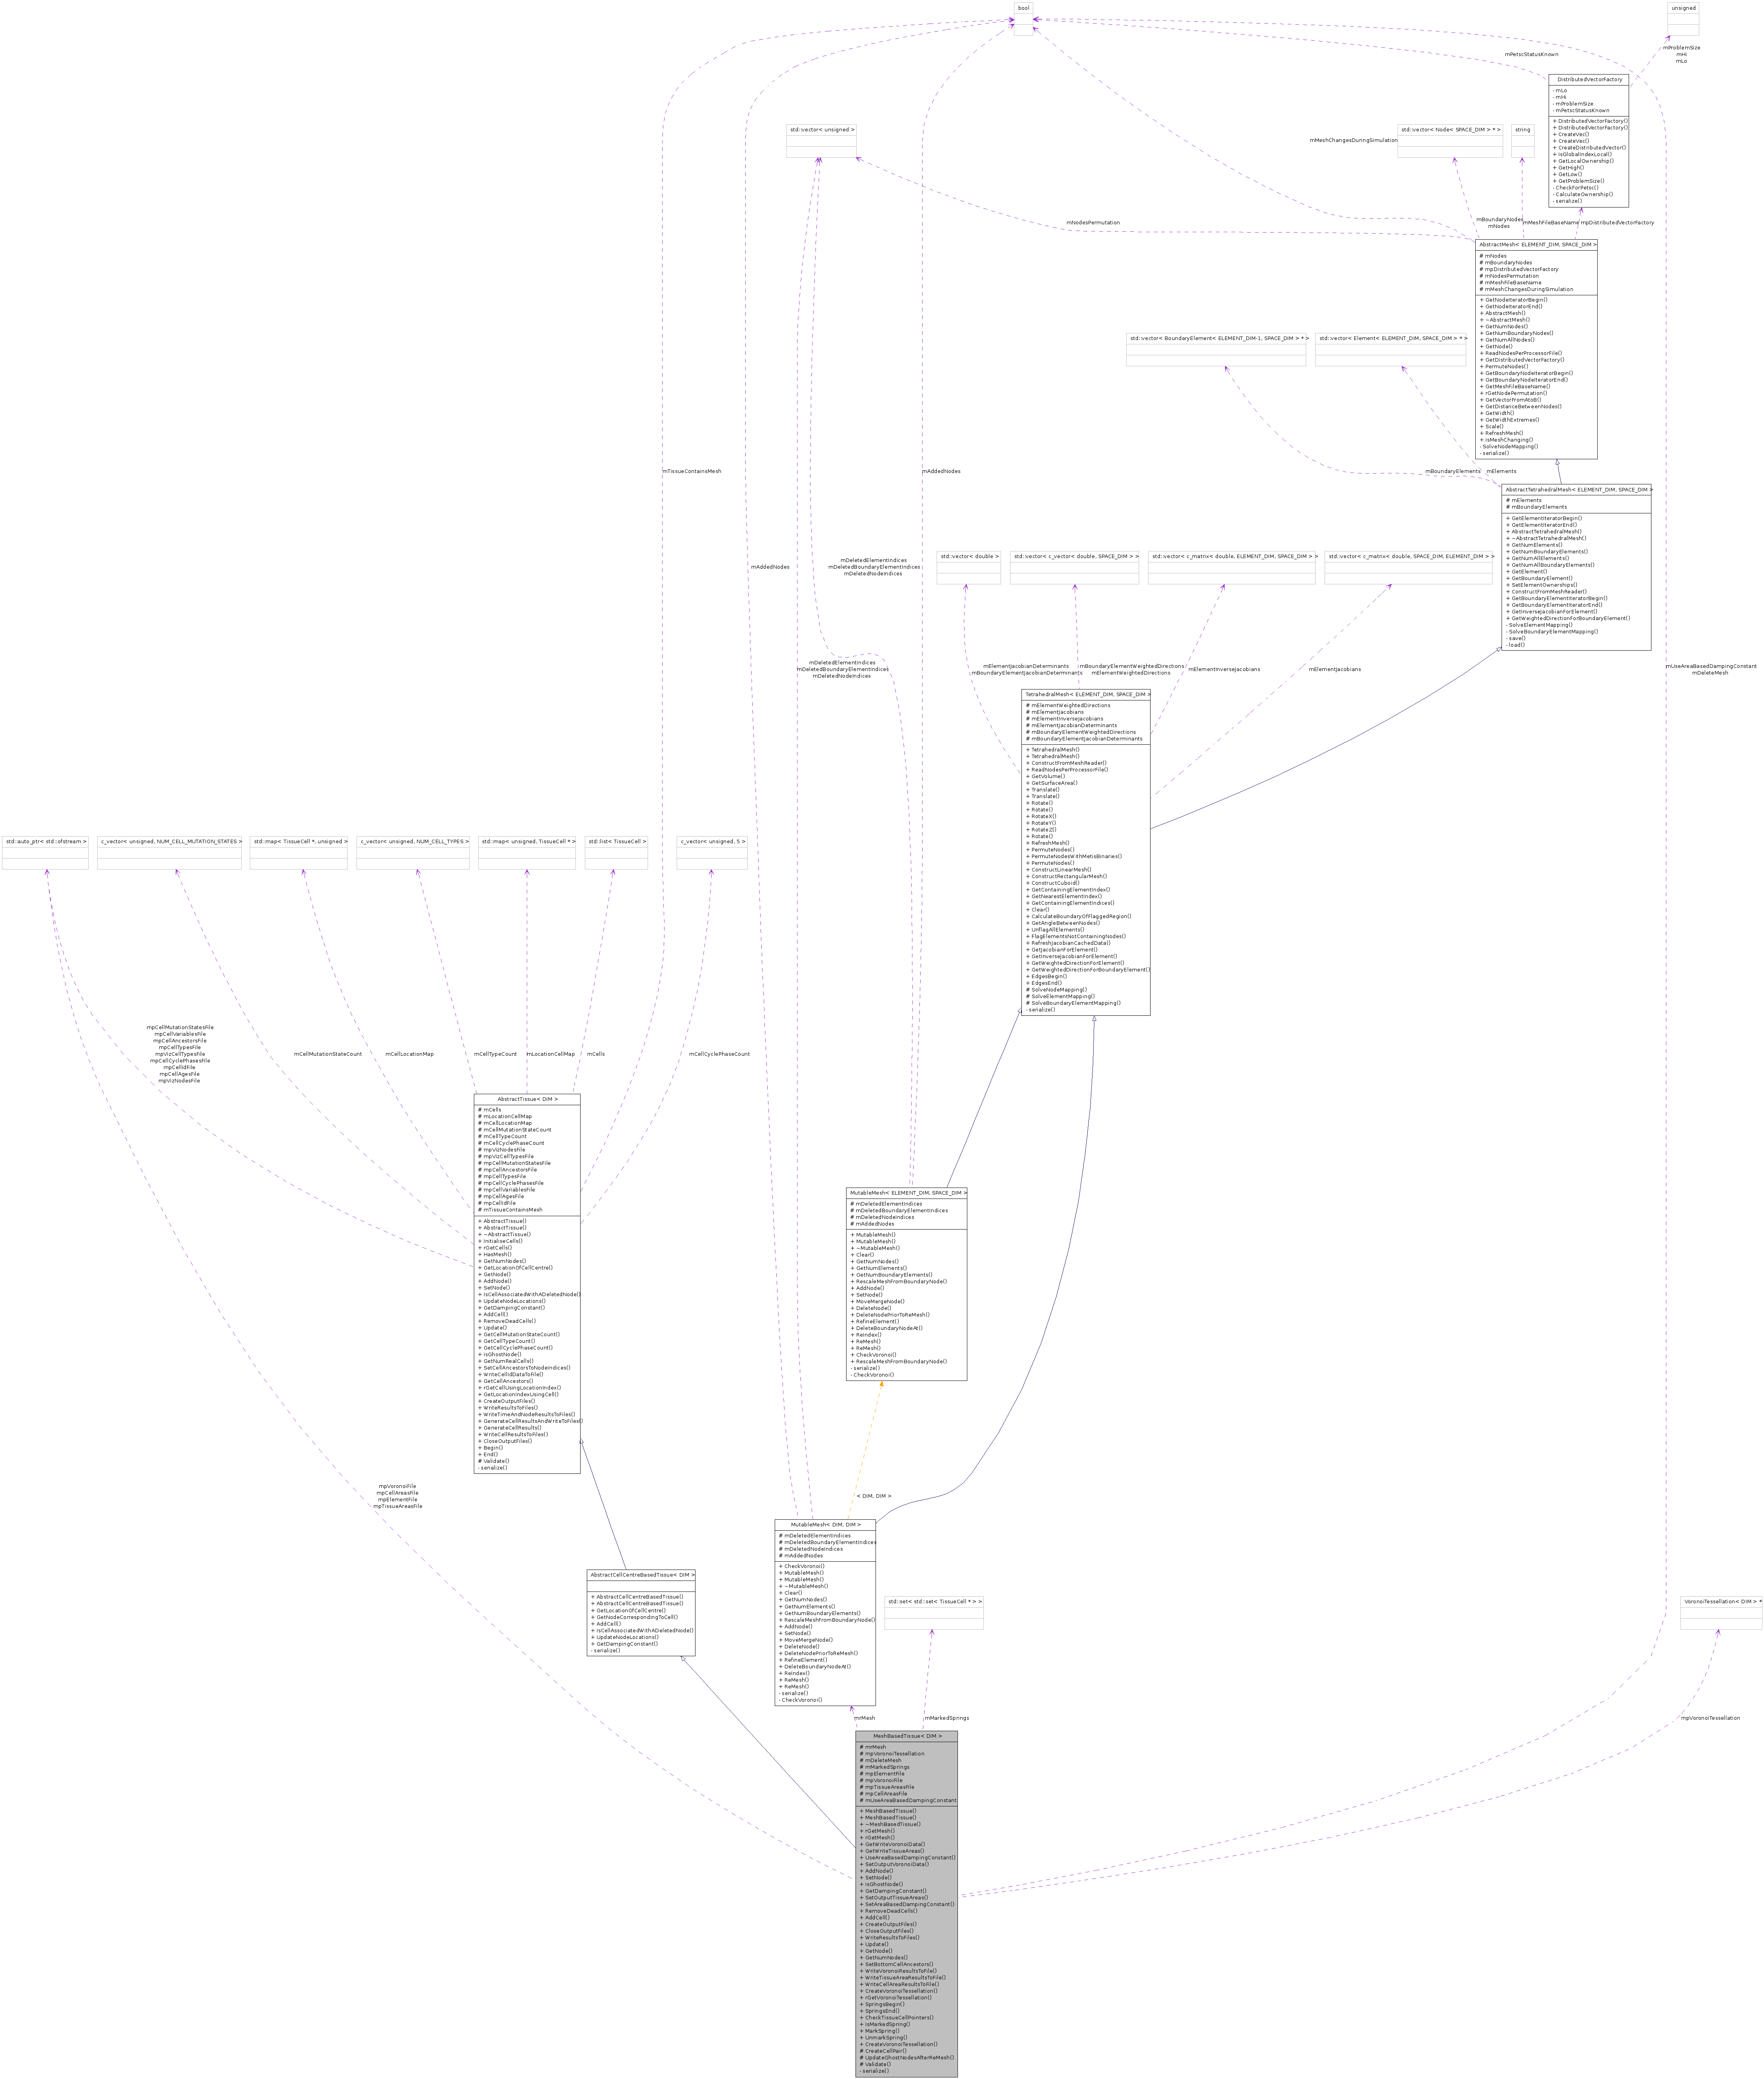 bool
unsigned
mPetscStatusKnown
mProblemSize
mHi
mLo
DistributedVectorFactory
- mLo
- mHi
- mProblemSize
- mPetscStatusKnown
+ DistributedVectorFactory()
+ DistributedVectorFactory()
+ CreateVec()
+ CreateVec()
+ CreateDistributedVector()
+ IsGlobalIndexLocal()
+ GetLocalOwnership()
+ GetHigh()
+ GetLow()
+ GetProblemSize()
- CheckForPetsc()
- CalculateOwnership()
- serialize()
std::vector< unsigned >
mMeshChangesDuringSimulation
std::vector< Node< SPACE_DIM > * >
string
mNodesPermutation
mBoundaryNodes
mNodes
mMeshFileBaseName
mpDistributedVectorFactory
AbstractMesh< ELEMENT_DIM, SPACE_DIM >
# mNodes
# mBoundaryNodes
# mpDistributedVectorFactory
# mNodesPermutation
# mMeshFileBaseName
# mMeshChangesDuringSimulation
+ GetNodeIteratorBegin()
+ GetNodeIteratorEnd()
+ AbstractMesh()
+ ~AbstractMesh()
+ GetNumNodes()
+ GetNumBoundaryNodes()
+ GetNumAllNodes()
+ GetNode()
+ ReadNodesPerProcessorFile()
+ GetDistributedVectorFactory()
+ PermuteNodes()
+ GetBoundaryNodeIteratorBegin()
+ GetBoundaryNodeIteratorEnd()
+ GetMeshFileBaseName()
+ rGetNodePermutation()
+ GetVectorFromAtoB()
+ GetDistanceBetweenNodes()
+ GetWidth()
+ GetWidthExtremes()
+ Scale()
+ RefreshMesh()
+ IsMeshChanging()
- SolveNodeMapping()
- serialize()
std::vector< BoundaryElement< ELEMENT_DIM-1, SPACE_DIM > * >
std::vector< Element< ELEMENT_DIM, SPACE_DIM > * >
mTissueContainsMesh
mAddedNodes
mBoundaryElements
mElements
AbstractTetrahedralMesh< ELEMENT_DIM, SPACE_DIM >
# mElements
# mBoundaryElements
+ GetElementIteratorBegin()
+ GetElementIteratorEnd()
+ AbstractTetrahedralMesh()
+ ~AbstractTetrahedralMesh()
+ GetNumElements()
+ GetNumBoundaryElements()
+ GetNumAllElements()
+ GetNumAllBoundaryElements()
+ GetElement()
+ GetBoundaryElement()
+ SetElementOwnerships()
+ ConstructFromMeshReader()
+ GetBoundaryElementIteratorBegin()
+ GetBoundaryElementIteratorEnd()
+ GetInverseJacobianForElement()
+ GetWeightedDirectionForBoundaryElement()
- SolveElementMapping()
- SolveBoundaryElementMapping()
- save()
- load()
mAddedNodes
mDeletedElementIndices
mDeletedBoundaryElementIndices
mDeletedNodeIndices
std::vector< double >
std::vector< c_vector< double, SPACE_DIM > >
std::vector< c_matrix< double, ELEMENT_DIM, SPACE_DIM > >
std::vector< c_matrix< double, SPACE_DIM, ELEMENT_DIM > >
mDeletedElementIndices
mDeletedBoundaryElementIndices
mDeletedNodeIndices
mElementJacobianDeterminants
mBoundaryElementJacobianDeterminants
mBoundaryElementWeightedDirections
mElementWeightedDirections
mElementInverseJacobians
mElementJacobians
mUseAreaBasedDampingConstant
mDeleteMesh
TetrahedralMesh< ELEMENT_DIM, SPACE_DIM >
# mElementWeightedDirections
# mElementJacobians
# mElementInverseJacobians
# mElementJacobianDeterminants
# mBoundaryElementWeightedDirections
# mBoundaryElementJacobianDeterminants
+ TetrahedralMesh()
+ TetrahedralMesh()
+ ConstructFromMeshReader()
+ ReadNodesPerProcessorFile()
+ GetVolume()
+ GetSurfaceArea()
+ Translate()
+ Translate()
+ Rotate()
+ Rotate()
+ RotateX()
+ RotateY()
+ RotateZ()
+ Rotate()
+ RefreshMesh()
+ PermuteNodes()
+ PermuteNodesWithMetisBinaries()
+ PermuteNodes()
+ ConstructLinearMesh()
+ ConstructRectangularMesh()
+ ConstructCuboid()
+ GetContainingElementIndex()
+ GetNearestElementIndex()
+ GetContainingElementIndices()
+ Clear()
+ CalculateBoundaryOfFlaggedRegion()
+ GetAngleBetweenNodes()
+ UnflagAllElements()
+ FlagElementsNotContainingNodes()
+ RefreshJacobianCachedData()
+ GetJacobianForElement()
+ GetInverseJacobianForElement()
+ GetWeightedDirectionForElement()
+ GetWeightedDirectionForBoundaryElement()
+ EdgesBegin()
+ EdgesEnd()
# SolveNodeMapping()
# SolveElementMapping()
# SolveBoundaryElementMapping()
- serialize()
std::auto_ptr< std::ofstream >
c_vector< unsigned, NUM_CELL_MUTATION_STATES >
std::map< TissueCell *, unsigned >
c_vector< unsigned, NUM_CELL_TYPES >
std::map< unsigned, TissueCell * >
std::list< TissueCell >
c_vector< unsigned, 5 >
mpCellMutationStatesFile
mpCellVariablesFile
mpCellAncestorsFile
mpCellTypesFile
mpVizCellTypesFile
mpCellCyclePhasesFile
mpCellIdFile
mpCellAgesFile
mpVizNodesFile
mCellMutationStateCount
mCellLocationMap
mCellTypeCount
mLocationCellMap
mCells
mCellCyclePhaseCount
AbstractTissue< DIM >
# mCells
# mLocationCellMap
# mCellLocationMap
# mCellMutationStateCount
# mCellTypeCount
# mCellCyclePhaseCount
# mpVizNodesFile
# mpVizCellTypesFile
# mpCellMutationStatesFile
# mpCellAncestorsFile
# mpCellTypesFile
# mpCellCyclePhasesFile
# mpCellVariablesFile
# mpCellAgesFile
# mpCellIdFile
# mTissueContainsMesh
+ AbstractTissue()
+ AbstractTissue()
+ ~AbstractTissue()
+ InitialiseCells()
+ rGetCells()
+ HasMesh()
+ GetNumNodes()
+ GetLocationOfCellCentre()
+ GetNode()
+ AddNode()
+ SetNode()
+ IsCellAssociatedWithADeletedNode()
+ UpdateNodeLocations()
+ GetDampingConstant()
+ AddCell()
+ RemoveDeadCells()
+ Update()
+ GetCellMutationStateCount()
+ GetCellTypeCount()
+ GetCellCyclePhaseCount()
+ IsGhostNode()
+ GetNumRealCells()
+ SetCellAncestorsToNodeIndices()
+ WriteCellIdDataToFile()
+ GetCellAncestors()
+ rGetCellUsingLocationIndex()
+ GetLocationIndexUsingCell()
+ CreateOutputFiles()
+ WriteResultsToFiles()
+ WriteTimeAndNodeResultsToFiles()
+ GenerateCellResultsAndWriteToFiles()
+ GenerateCellResults()
+ WriteCellResultsToFiles()
+ CloseOutputFiles()
+ Begin()
+ End()
# Validate()
- serialize()
MutableMesh< ELEMENT_DIM, SPACE_DIM >
# mDeletedElementIndices
# mDeletedBoundaryElementIndices
# mDeletedNodeIndices
# mAddedNodes
+ MutableMesh()
+ MutableMesh()
+ ~MutableMesh()
+ Clear()
+ GetNumNodes()
+ GetNumElements()
+ GetNumBoundaryElements()
+ RescaleMeshFromBoundaryNode()
+ AddNode()
+ SetNode()
+ MoveMergeNode()
+ DeleteNode()
+ DeleteNodePriorToReMesh()
+ RefineElement()
+ DeleteBoundaryNodeAt()
+ ReIndex()
+ ReMesh()
+ ReMesh()
+ CheckVoronoi()
+ RescaleMeshFromBoundaryNode()
- serialize()
- CheckVoronoi()
mpVoronoiFile
mpCellAreasFile
mpElementFile
mpTissueAreasFile
< DIM, DIM >
MutableMesh< DIM, DIM >
# mDeletedElementIndices
# mDeletedBoundaryElementIndices
# mDeletedNodeIndices
# mAddedNodes
+ CheckVoronoi()
+ MutableMesh()
+ MutableMesh()
+ ~MutableMesh()
+ Clear()
+ GetNumNodes()
+ GetNumElements()
+ GetNumBoundaryElements()
+ RescaleMeshFromBoundaryNode()
+ AddNode()
+ SetNode()
+ MoveMergeNode()
+ DeleteNode()
+ DeleteNodePriorToReMesh()
+ RefineElement()
+ DeleteBoundaryNodeAt()
+ ReIndex()
+ ReMesh()
+ ReMesh()
- serialize()
- CheckVoronoi()
AbstractCellCentreBasedTissue< DIM >
+ AbstractCellCentreBasedTissue()
+ AbstractCellCentreBasedTissue()
+ GetLocationOfCellCentre()
+ GetNodeCorrespondingToCell()
+ AddCell()
+ IsCellAssociatedWithADeletedNode()
+ UpdateNodeLocations()
+ GetDampingConstant()
- serialize()
std::set< std::set< TissueCell * > >
VoronoiTessellation< DIM > *
mrMesh
mMarkedSprings
mpVoronoiTessellation
MeshBasedTissue< DIM >
# mrMesh
# mpVoronoiTessellation
# mDeleteMesh
# mMarkedSprings
# mpElementFile
# mpVoronoiFile
# mpTissueAreasFile
# mpCellAreasFile
# mUseAreaBasedDampingConstant
+ MeshBasedTissue()
+ MeshBasedTissue()
+ ~MeshBasedTissue()
+ rGetMesh()
+ rGetMesh()
+ GetWriteVoronoiData()
+ GetWriteTissueAreas()
+ UseAreaBasedDampingConstant()
+ SetOutputVoronoiData()
+ AddNode()
+ SetNode()
+ IsGhostNode()
+ GetDampingConstant()
+ SetOutputTissueAreas()
+ SetAreaBasedDampingConstant()
+ RemoveDeadCells()
+ AddCell()
+ CreateOutputFiles()
+ CloseOutputFiles()
+ WriteResultsToFiles()
+ Update()
+ GetNode()
+ GetNumNodes()
+ SetBottomCellAncestors()
+ WriteVoronoiResultsToFile()
+ WriteTissueAreaResultsToFile()
+ WriteCellAreaResultsToFile()
+ CreateVoronoiTessellation()
+ rGetVoronoiTessellation()
+ SpringsBegin()
+ SpringsEnd()
+ CheckTissueCellPointers()
+ IsMarkedSpring()
+ MarkSpring()
+ UnmarkSpring()
+ CreateVoronoiTessellation()
# CreateCellPair()
# UpdateGhostNodesAfterReMesh()
# Validate()
- serialize()